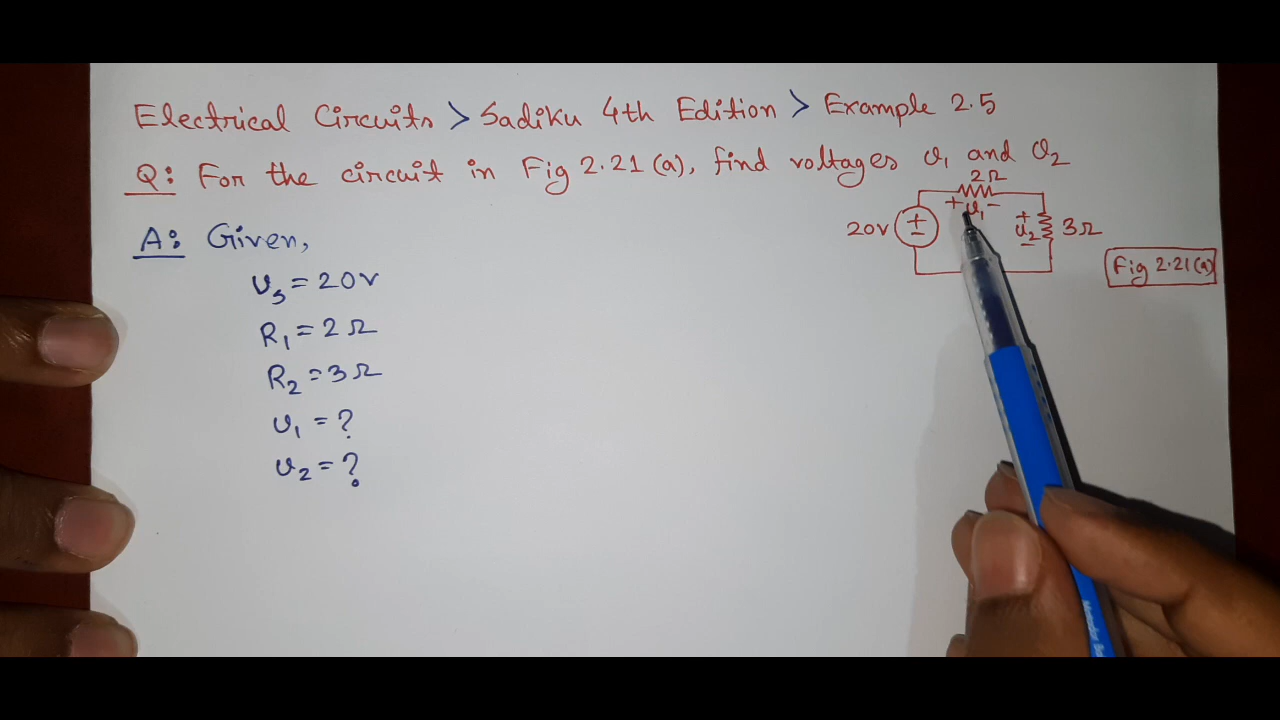 Electrical Circuits > Sadiku 4th Edition > Example 2.5
Q: For the circuit in Fig 2.21 (a), find voltages υ₁ and υ₂
2Ω
+ υ₁ -
20v + - + υ₂ - 3Ω
Fig 2.21(a)
A: Given,
υₛ = 20v
R₁ = 2Ω
R₂ = 3Ω
υ₁ = ?
υ₂ = ?